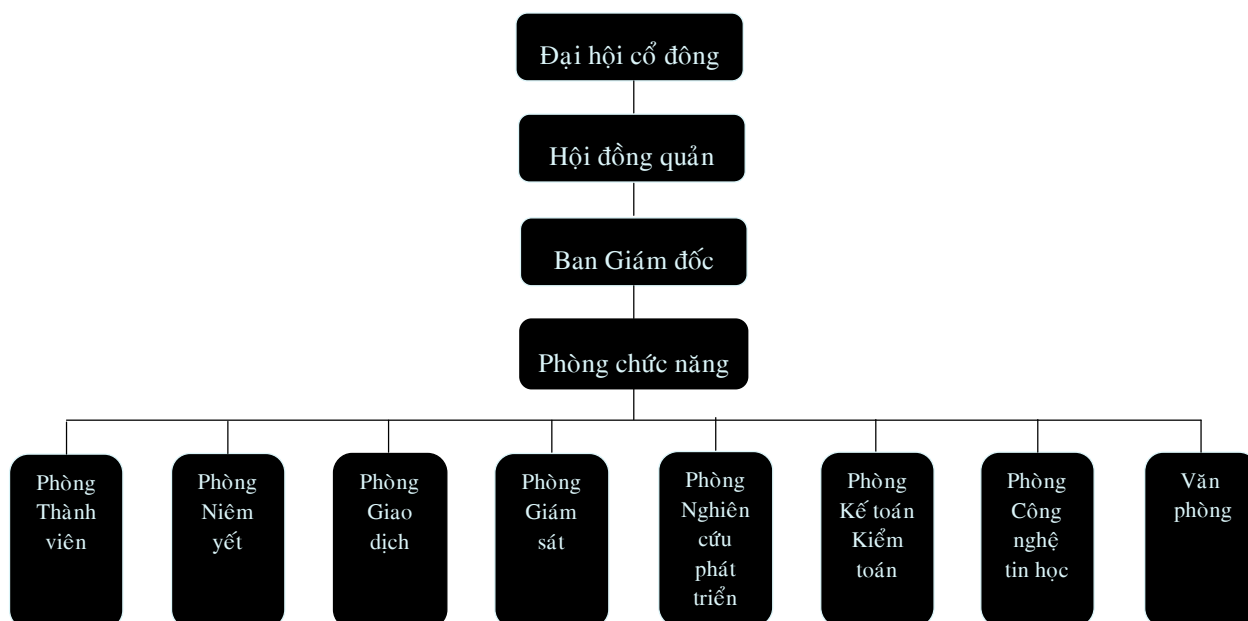 Đại hội cổ đông
Hội đồng quản
Ban Giám đốc
Phòng chức năng
Phòng
Thành
viên
Phòng
Niêm
yết
Phòng
Giao
dịch
Phòng
Giám
sát
Phòng
Nghiên
cứu
phát
triển
Phòng
Kế toán
Kiểm
toán
Phòng
Công
nghệ
tin học
Văn
phòng